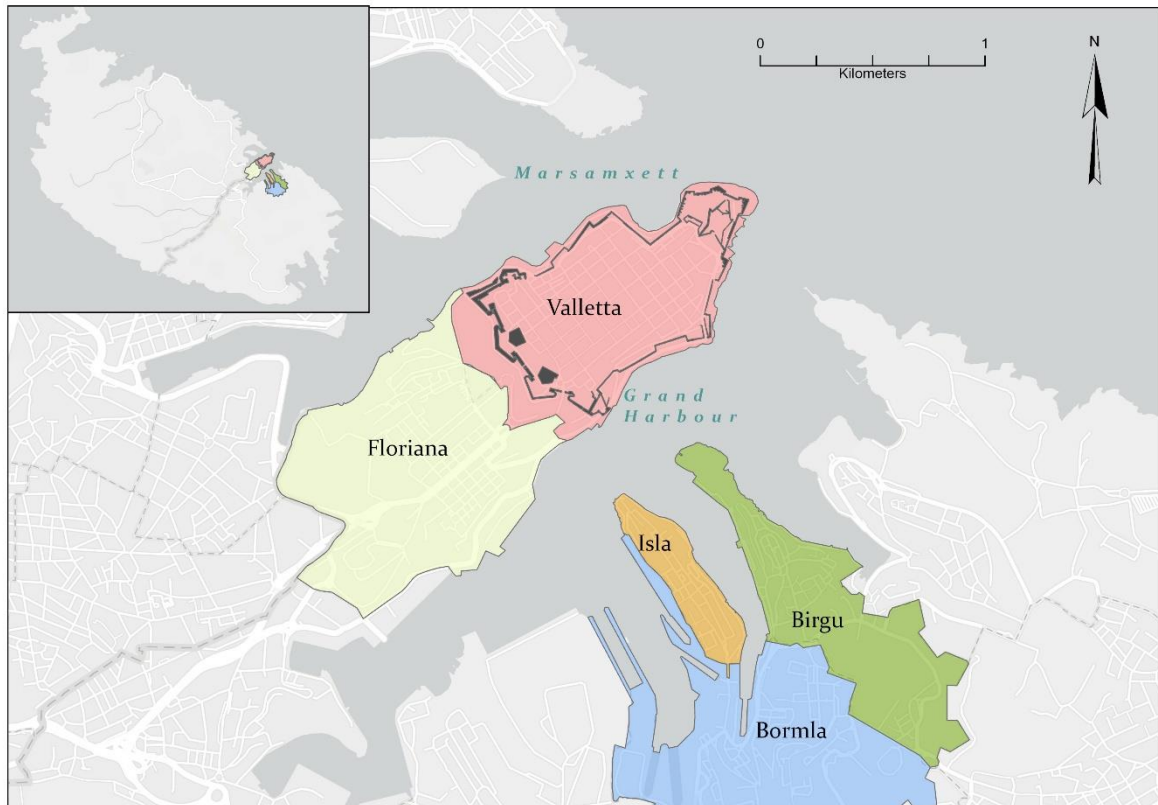 0 1
Kilometers
N
Marsamxett
Valletta
Grand
Harbour
Floriana
Isla
Birgu
Bormla